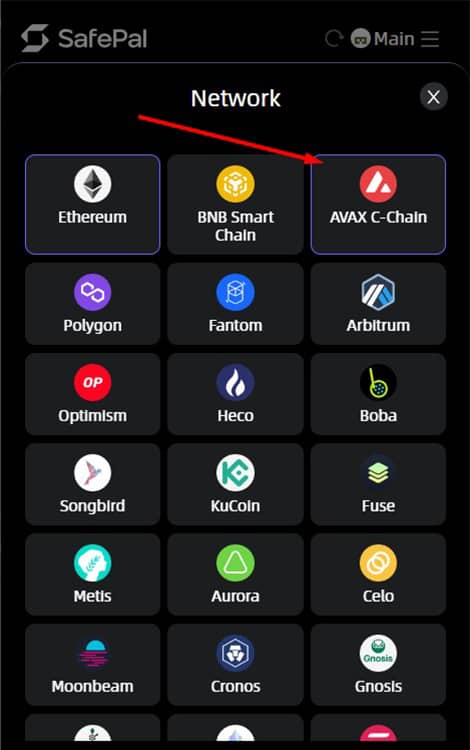 SafePal
Main
Network
X
Ethereum
BNB Smart
Chain
AVAX C-Chain
Polygon
Fantom
Arbitrum
OP
Optimism
Heco
Boba
Songbird
KuCoin
Fuse
Metis
Aurora
Celo
Moonbeam
Cronos
Gnosis
Gnosis